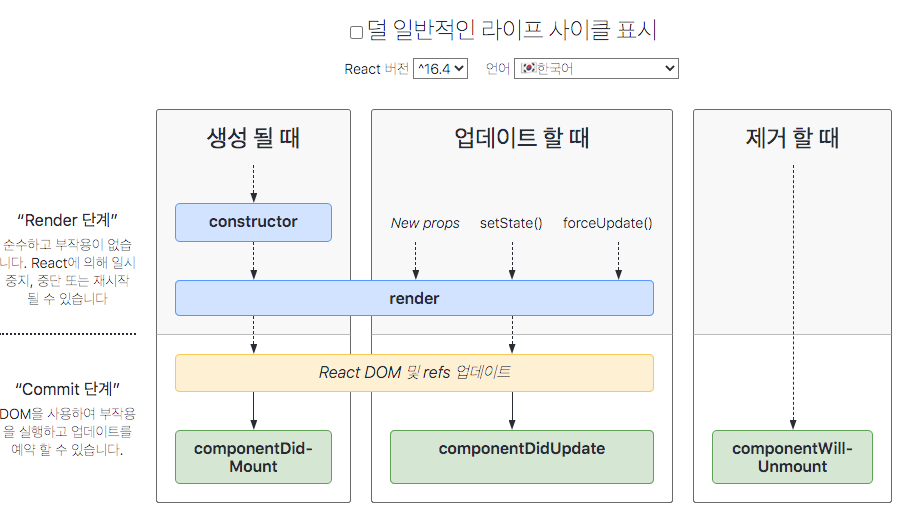 덜 일반적인 라이프 사이클 표시
React 버전 ^16.4 언어 🇰🇷한국어
생성 될 때
업데이트 할 때
제거 할 때
“Render 단계”
순수하고 부작용이 없습
니다. React에 의해 일시
중지, 중단 또는 재시작
될 수 있습니다
constructor
New props
setState()
forceUpdate()
render
React DOM 및 refs 업데이트
“Commit 단계”
DOM을 사용하여 부작용
을 실행하고 업데이트를
예약 할 수 있습니다.
componentDid-
Mount
componentDidUpdate
componentWill-
Unmount